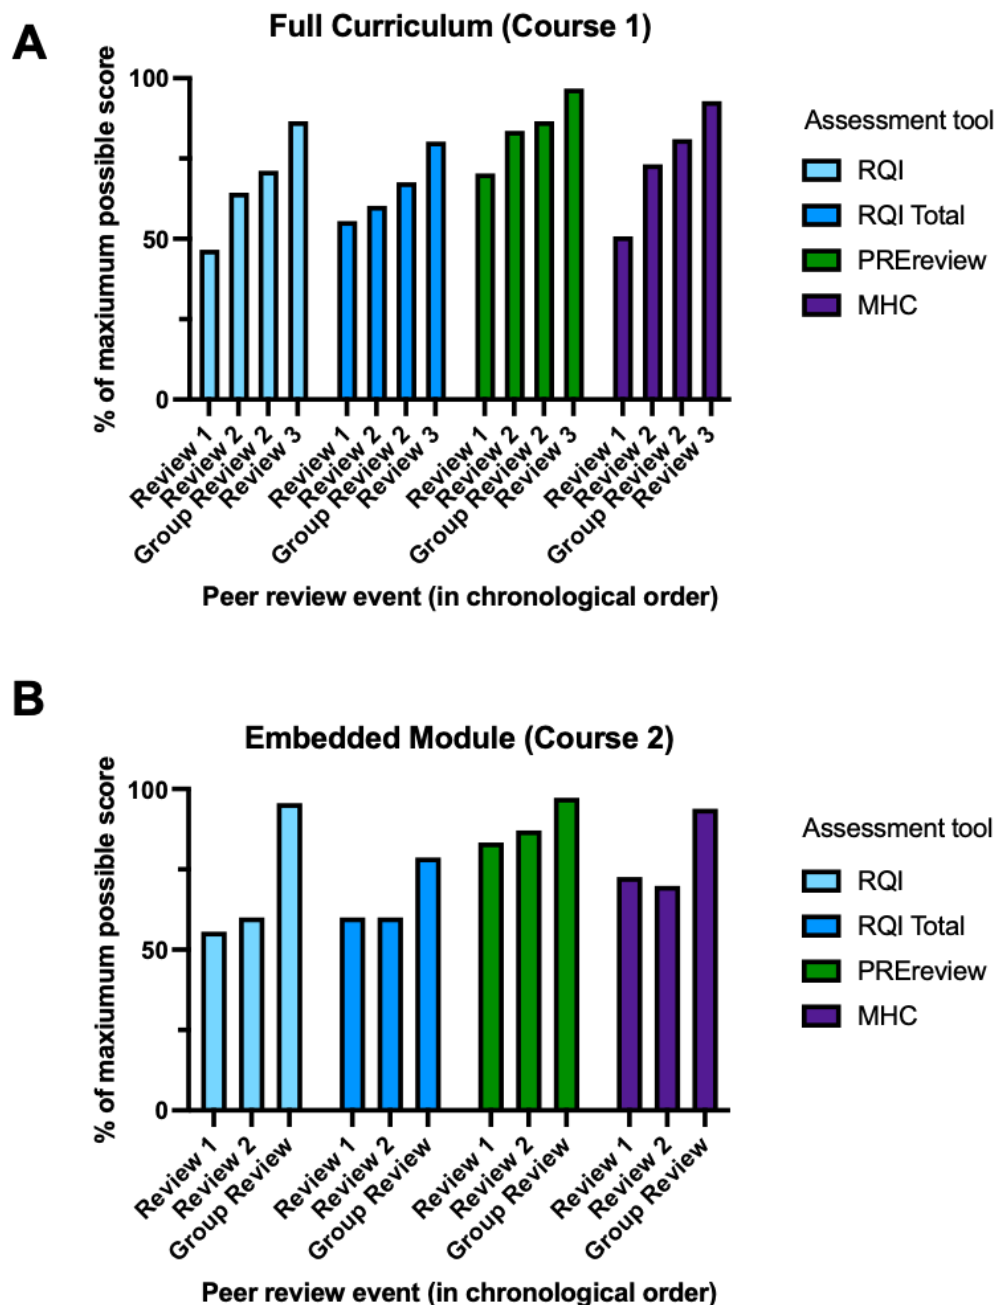 A
Full Curriculum (Course 1)
% of maxiumum possible score
100
50
0
Review 1
Review 2
Group Review 2
Review 3
Review 1
Review 2
Group Review 2
Review 3
Review 1
Review 2
Group Review 2
Review 3
Review 1
Review 2
Group Review 2
Review 3
Peer review event (in chronological order)
Assessment tool
RQI
RQI Total
PREreview
MHC
B
Embedded Module (Course 2)
% of maxiumum possible score
100
50
0
Review 1
Review 2
Group Review
Review 1
Review 2
Group Review
Review 1
Review 2
Group Review
Review 1
Review 2
Group Review
Peer review event (in chronological order)
Assessment tool
RQI
RQI Total
PREreview
MHC